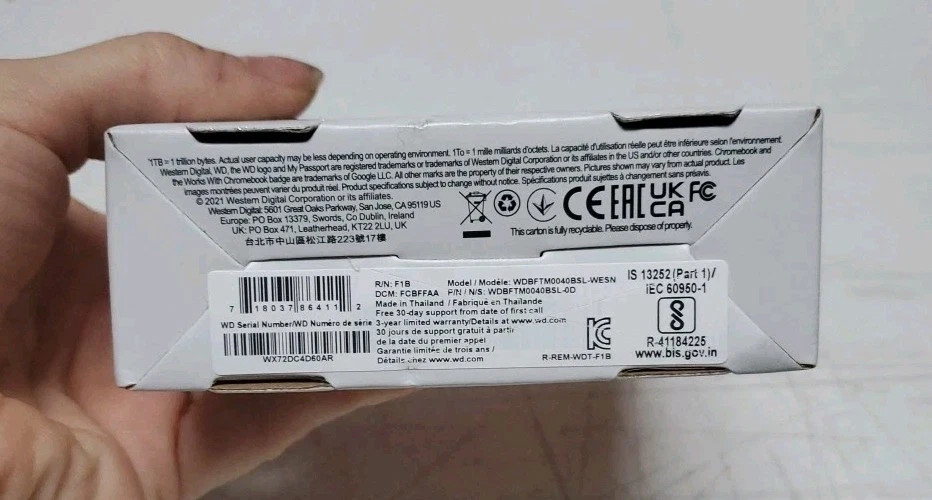 *1TB = 1 trillion bytes. Actual user capacity may be less depending on operating environment. 1To = 1 mille milliards d'octets. La capacité d'utilisation réelle peut être inférieure selon l'environnement.
Western Digital, WD, the WD logo and My Passport are registered trademarks or trademarks of Western Digital Corporation or its affiliates in the US and/or other countries. Chromebook and
the Works With Chromebook badge are trademarks of Google LLC. All other marks are the property of their respective owners. Pictures shown may vary from actual product. Les
images montrées peuvent varier du produit réel. Product specifications subject to change without notice. Spécifications produit sujettes à changement sans préavis.
© 2021 Western Digital Corporation or its affiliates.
Western Digital: 5601 Great Oaks Parkway, San Jose, CA 95119 US
Europe: PO Box 13379, Swords, Co Dublin, Ireland
UK: PO Box 471, Leatherhead, KT22 2LU, UK
台北市中山區松江路223號17樓
CE EAC UK CA FC
This carton is fully recyclable. Please dispose of properly.
7 18037 86411 2
WD Serial Number/WD Numéro de série
WX72DC4D60AR
R/N: F1B
DCM: FCBFFAA
Model / Modèle: WDBFTM0040BSL-WESN
P/N / N/S: WDBFTM0040BSL-0D
Made in Thailand / Fabriqué en Thaïlande
Free 30-day support from date of first call
3-year limited warranty/Details at www.wd.com
30 jours de support gratuit à partir
de la date du premier appel
Garantie limitée de trois ans /
Détails chez www.wd.com
R-REM-WDT-F1B
IS 13252 (Part 1)/
IEC 60950-1
R-41184225
www.bis.gov.in